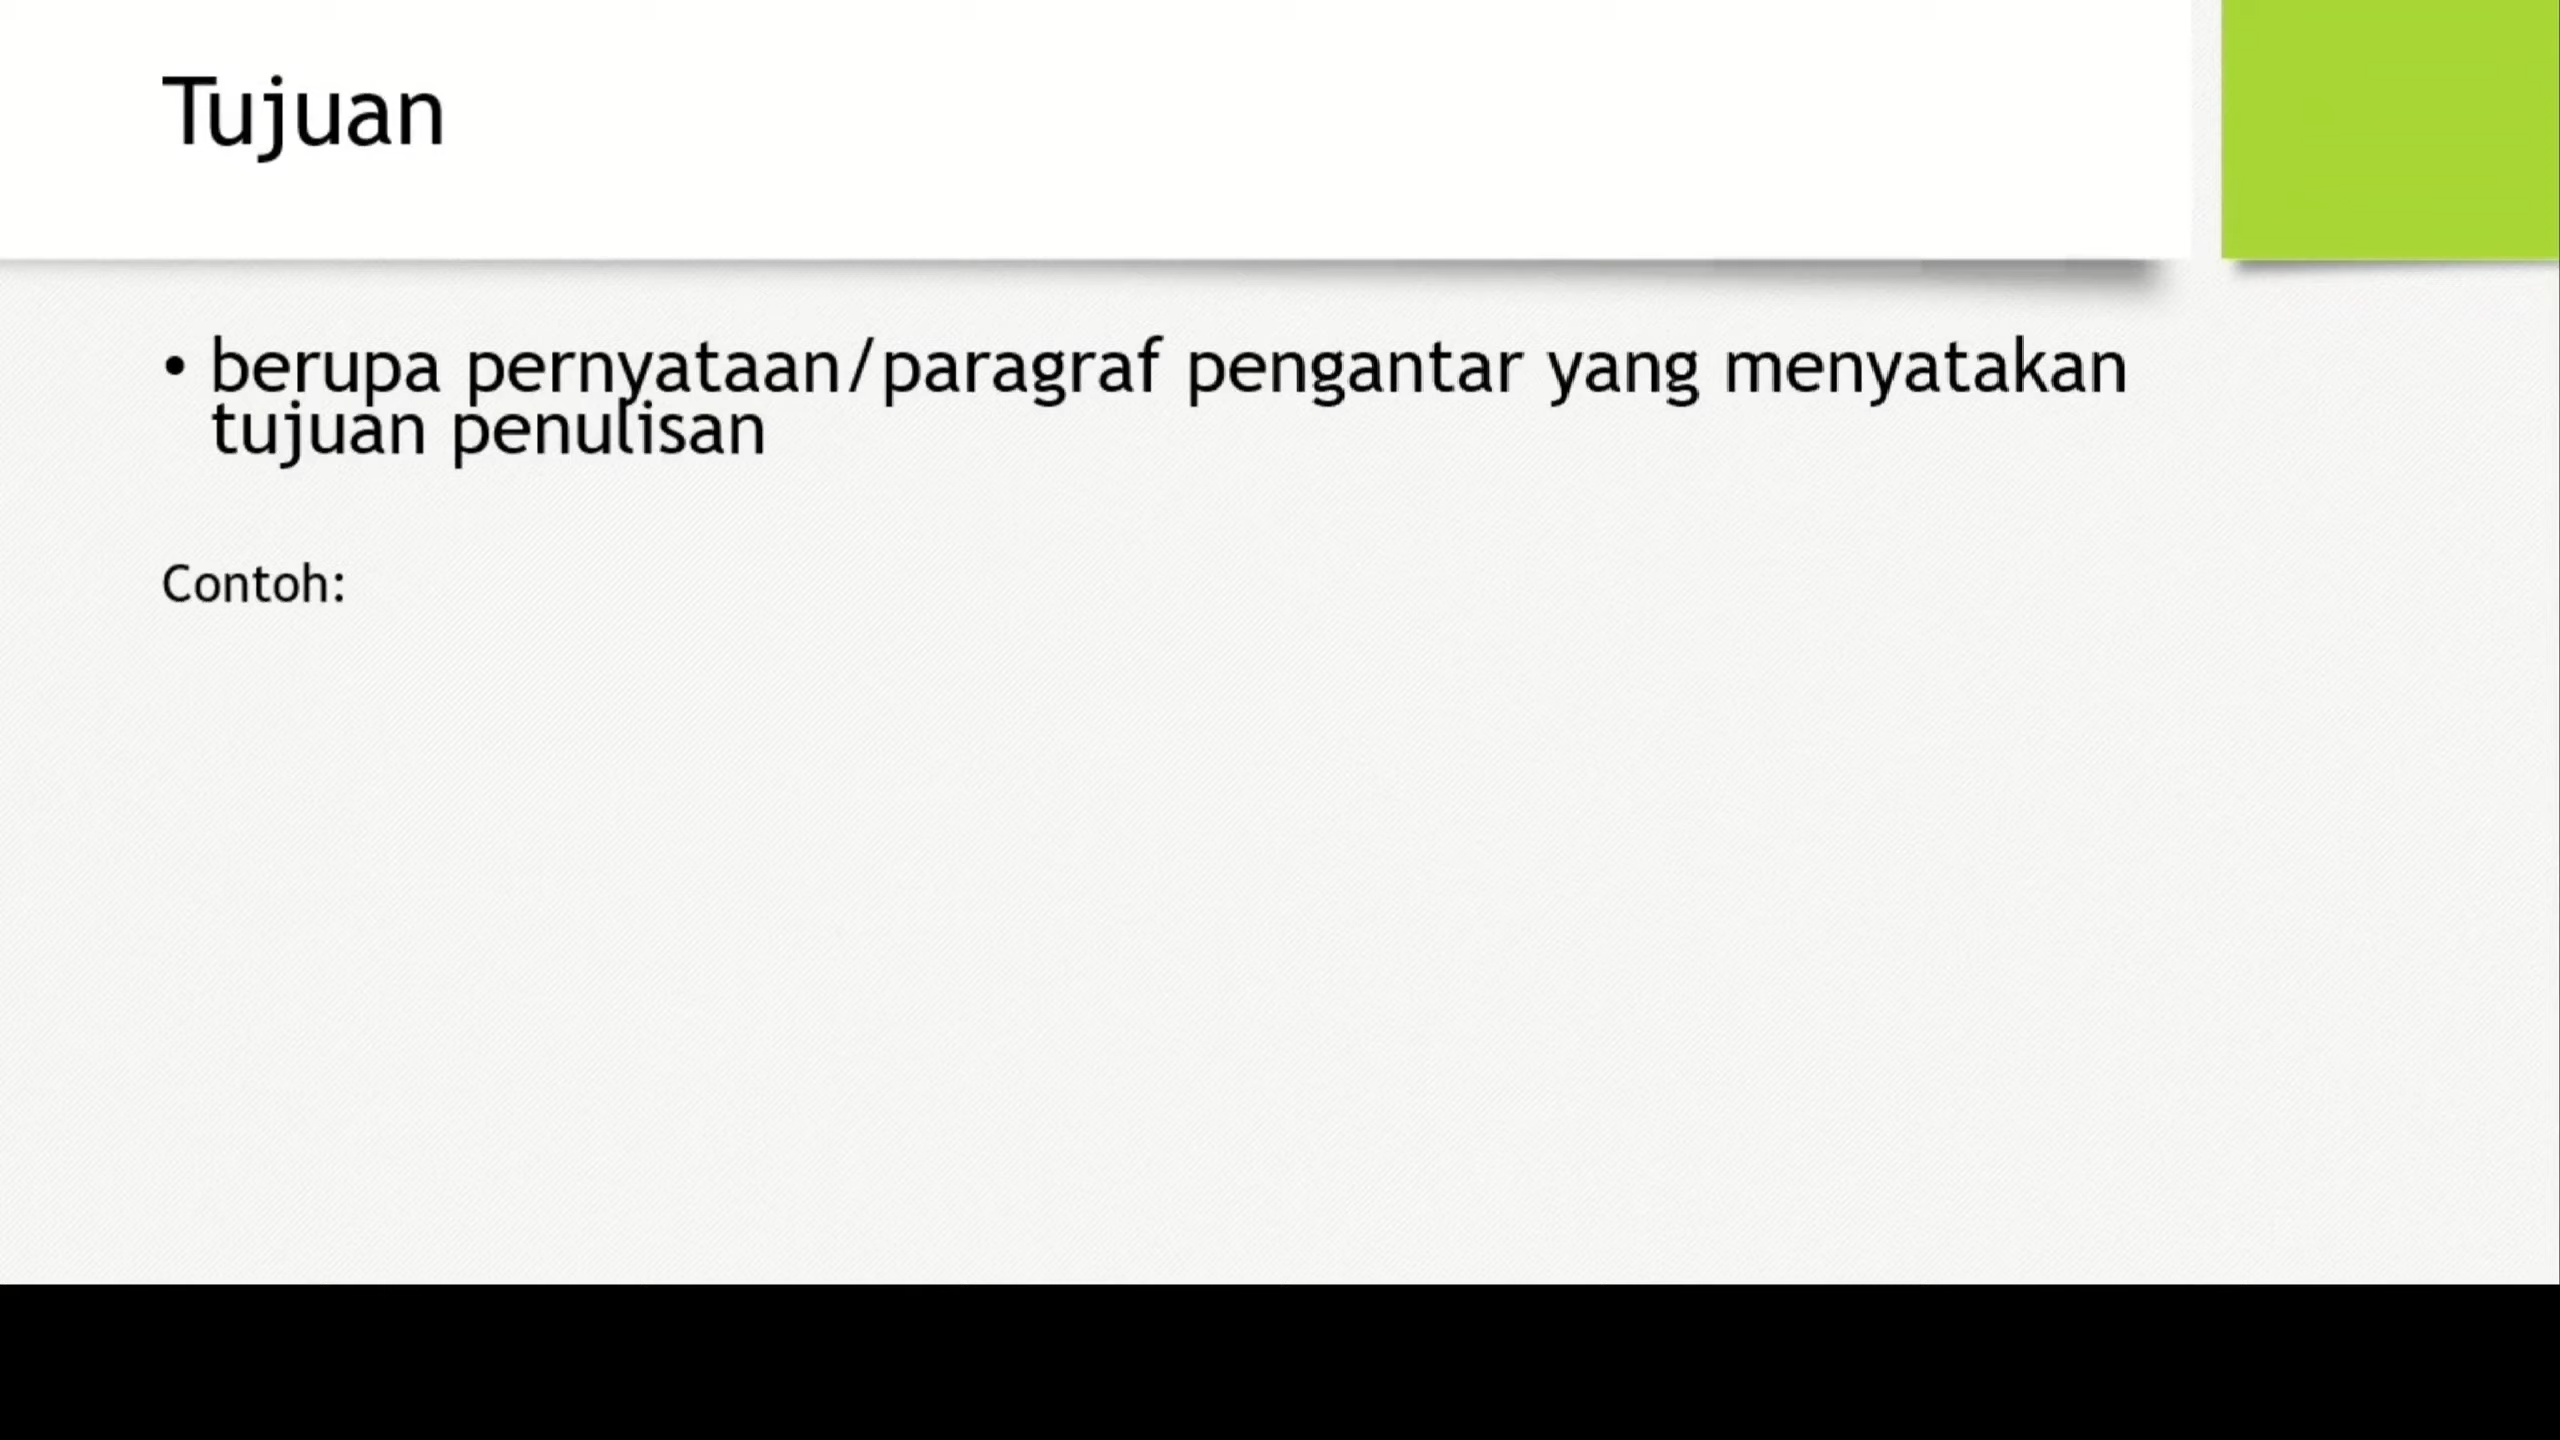 Tujuan
• berupa pernyataan/paragraf pengantar yang menyatakan
tujuan penulisan
Contoh: